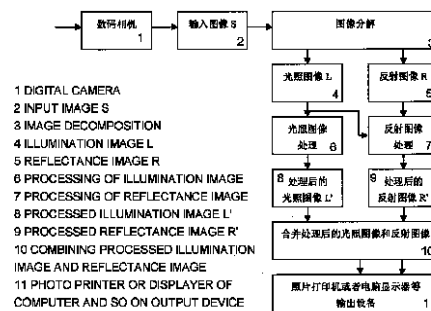 数码相机
1
输入图像 S
2
图像分解
3
光照图像 L
4
反射图像 R
5
光照图像
处理
6
反射图像
处理
7
8 处理后的
光照图像 L'
9 处理后的
反射图像 R'
合并处理后的光照图像和反射图像
10
照片打印机或者电脑显示器等
输出设备
1
1 DIGITAL CAMERA
2 INPUT IMAGE S
3 IMAGE DECOMPOSITION
4 ILLUMINATION IMAGE L
5 REFLECTANCE IMAGE R
6 PROCESSING OF ILLUMINATION IMAGE
7 PROCESSING OF REFLECTANCE IMAGE
8 PROCESSED ILLUMINATION IMAGE L'
9 PROCESSED REFLECTANCE IMAGE R'
10 COMBINING PROCESSED ILLUMINATION
IMAGE AND REFLECTANCE IMAGE
11 PHOTO PRINTER OR DISPLAYER OF
COMPUTER AND SO ON OUTPUT DEVICE